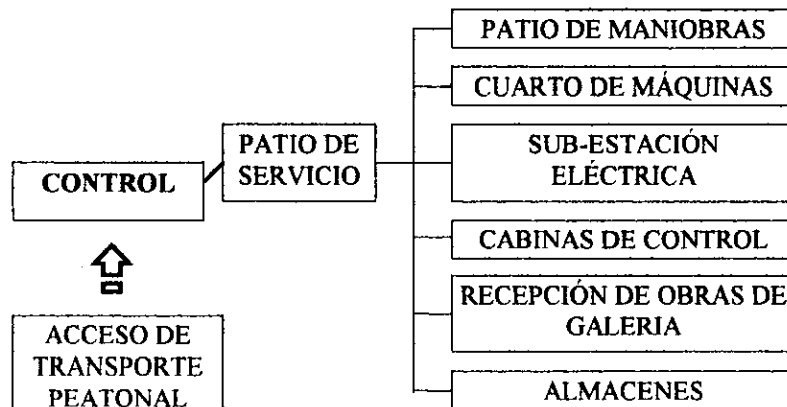 PATIO DE MANIOBRAS
CUARTO DE MÁQUINAS
PATIO DE
SERVICIO
SUB-ESTACIÓN
ELÉCTRICA
CONTROL
CABINAS DE CONTROL
RECEPCIÓN DE OBRAS DE
GALERIA
ACCESO DE
TRANSPORTE
PEATONAL
ALMACENES